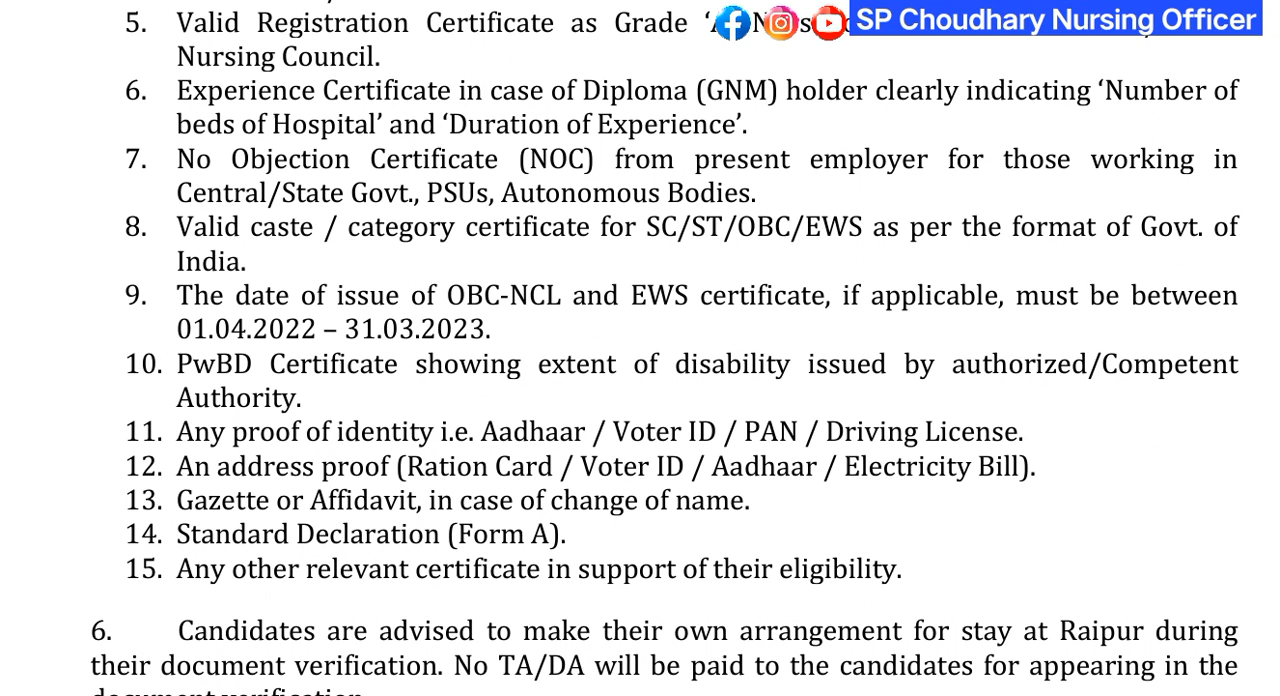 5. Valid Registration Certificate as Grade
SP Choudhary Nursing Officer
Nursing Council.
6. Experience Certificate in case of Diploma (GNM) holder clearly indicating ‘Number of
beds of Hospital’ and ‘Duration of Experience’.
7. No Objection Certificate (NOC) from present employer for those working in
Central/State Govt., PSUs, Autonomous Bodies.
8. Valid caste / category certificate for SC/ST/OBC/EWS as per the format of Govt. of
India.
9. The date of issue of OBC-NCL and EWS certificate, if applicable, must be between
01.04.2022 – 31.03.2023.
10. PwBD Certificate showing extent of disability issued by authorized/Competent
Authority.
11. Any proof of identity i.e. Aadhaar / Voter ID / PAN / Driving License.
12. An address proof (Ration Card / Voter ID / Aadhaar / Electricity Bill).
13. Gazette or Affidavit, in case of change of name.
14. Standard Declaration (Form A).
15. Any other relevant certificate in support of their eligibility.
6. Candidates are advised to make their own arrangement for stay at Raipur during
their document verification. No TA/DA will be paid to the candidates for appearing in the
document verification.